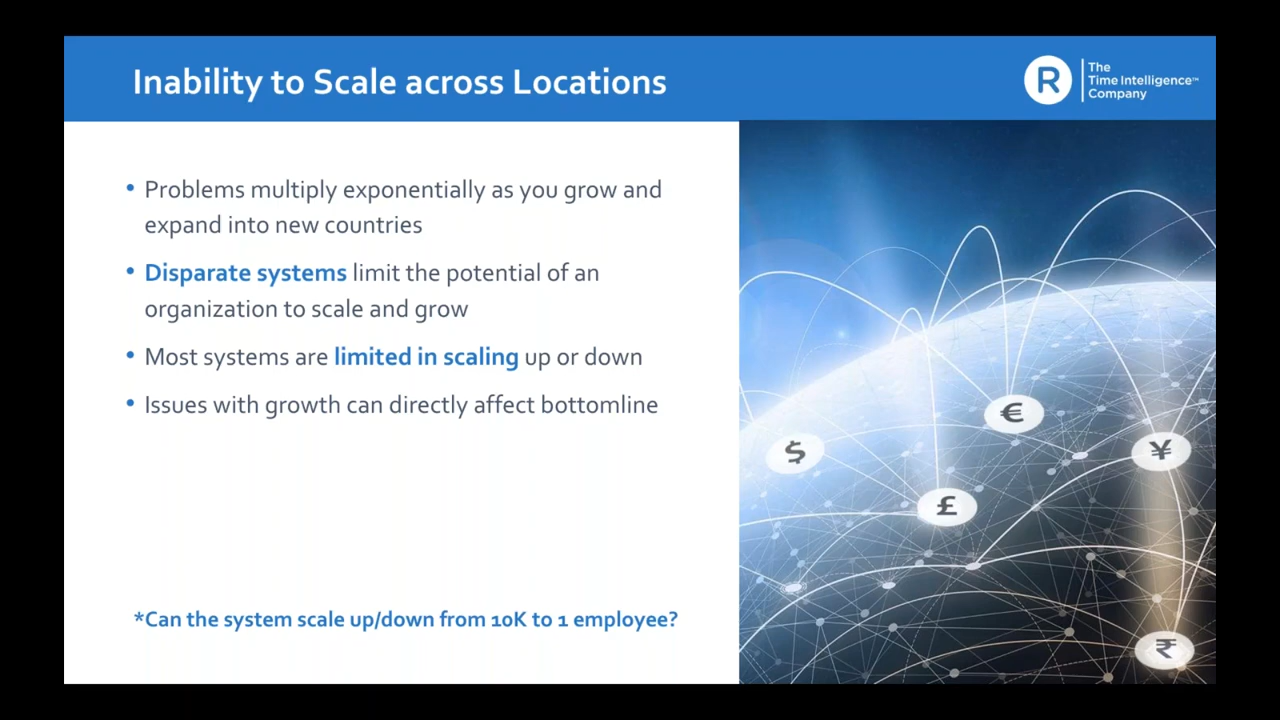 Inability to Scale across Locations
R
The
Time Intelligence™
Company
• Problems multiply exponentially as you grow and
expand into new countries
• Disparate systems limit the potential of an
organization to scale and grow
• Most systems are limited in scaling up or down
• Issues with growth can directly affect bottomline
$
€
¥
£
₹
*Can the system scale up/down from 10K to 1 employee?